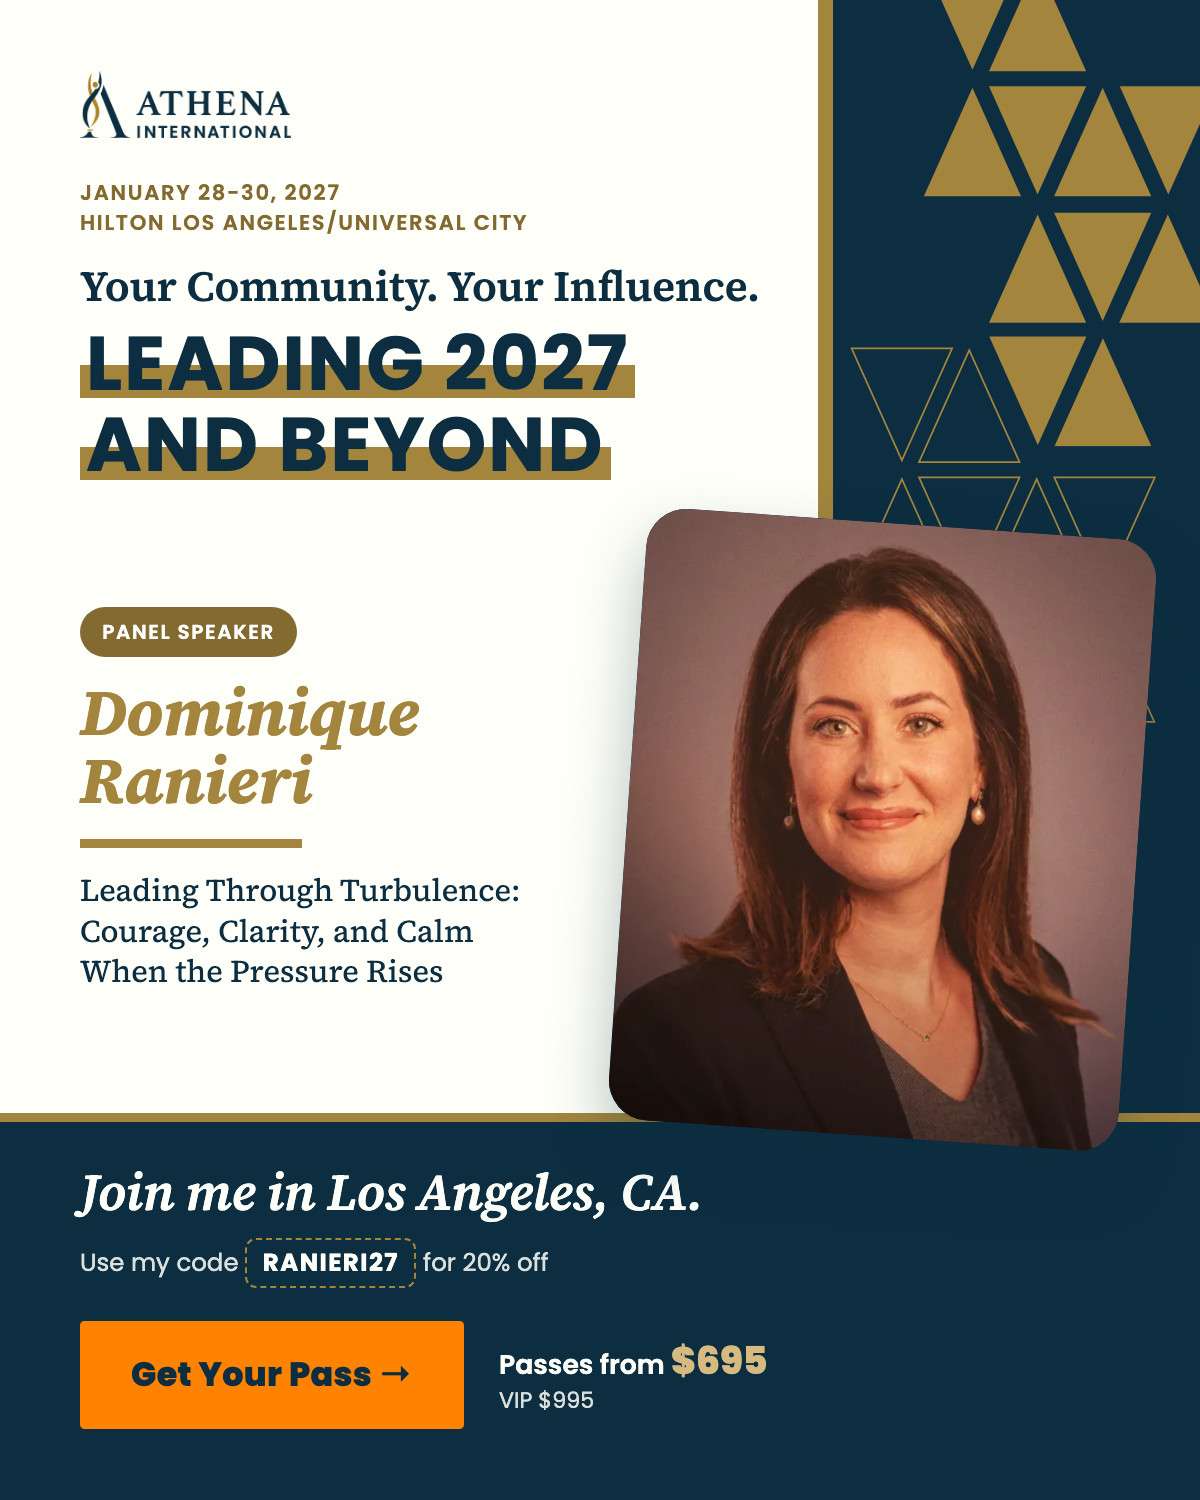 ATHENA
INTERNATIONAL
JANUARY 28-30, 2027
HILTON LOS ANGELES/UNIVERSAL CITY
Your Community. Your Influence.
LEADING 2027
AND BEYOND
PANEL SPEAKER
Dominique
Ranieri
Leading Through Turbulence:
Courage, Clarity, and Calm
When the Pressure Rises
Join me in Los Angeles, CA.
Use my code RANIERI27 for 20% off
Get Your Pass →
Passes from $695
VIP $995